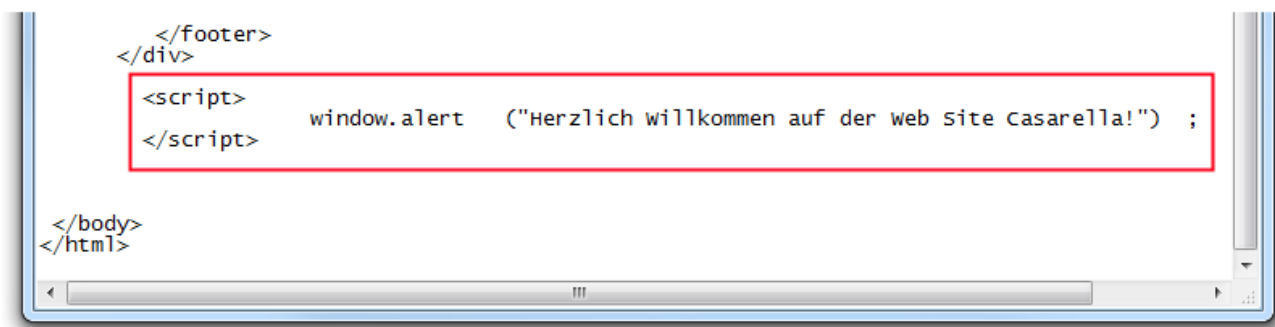 </footer>
</div>
<script>
window.alert ("Herzlich Willkommen auf der Web Site Casarella!") ;
</script>
</body>
</html>